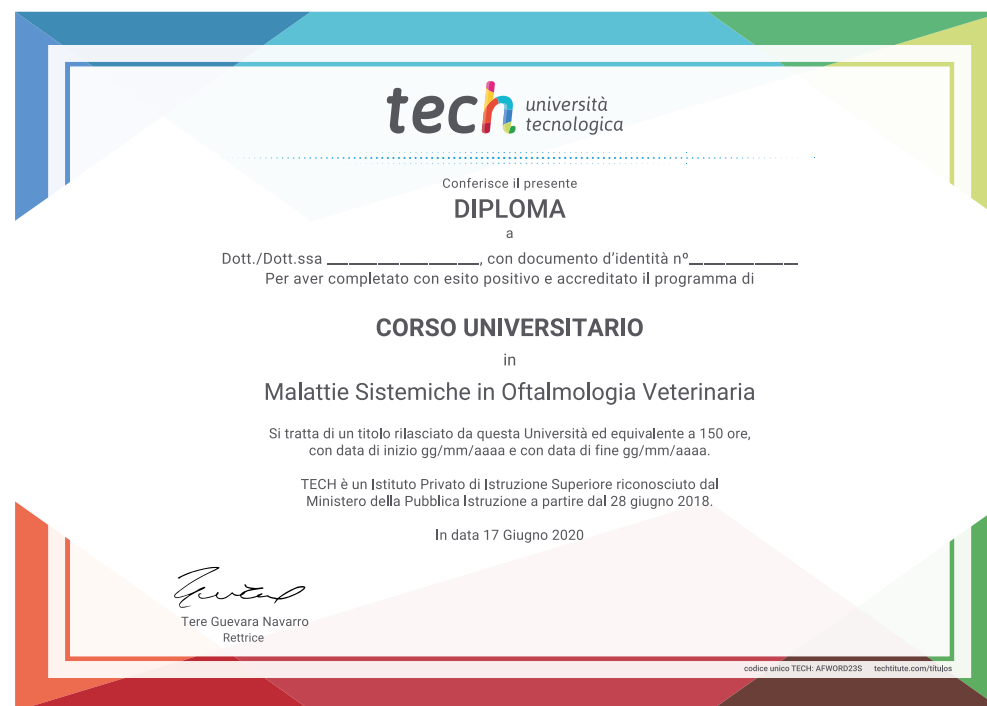 tech università
tecnologica
Conferisce il presente
DIPLOMA
a
Dott./Dott.ssa ____________________, con documento d'identità nº______________
Per aver completato con esito positivo e accreditato il programma di
CORSO UNIVERSITARIO
in
Malattie Sistemiche in Oftalmologia Veterinaria
Si tratta di un titolo rilasciato da questa Università ed equivalente a 150 ore,
con data di inizio gg/mm/aaaa e con data di fine gg/mm/aaaa.
TECH è un Istituto Privato di Istruzione Superiore riconosciuto dal
Ministero della Pubblica Istruzione a partire dal 28 giugno 2018.
In data 17 Giugno 2020
Tere Guevara Navarro
Rettrice
codice unico TECH: AFWORD23S techtitute.com/títulos